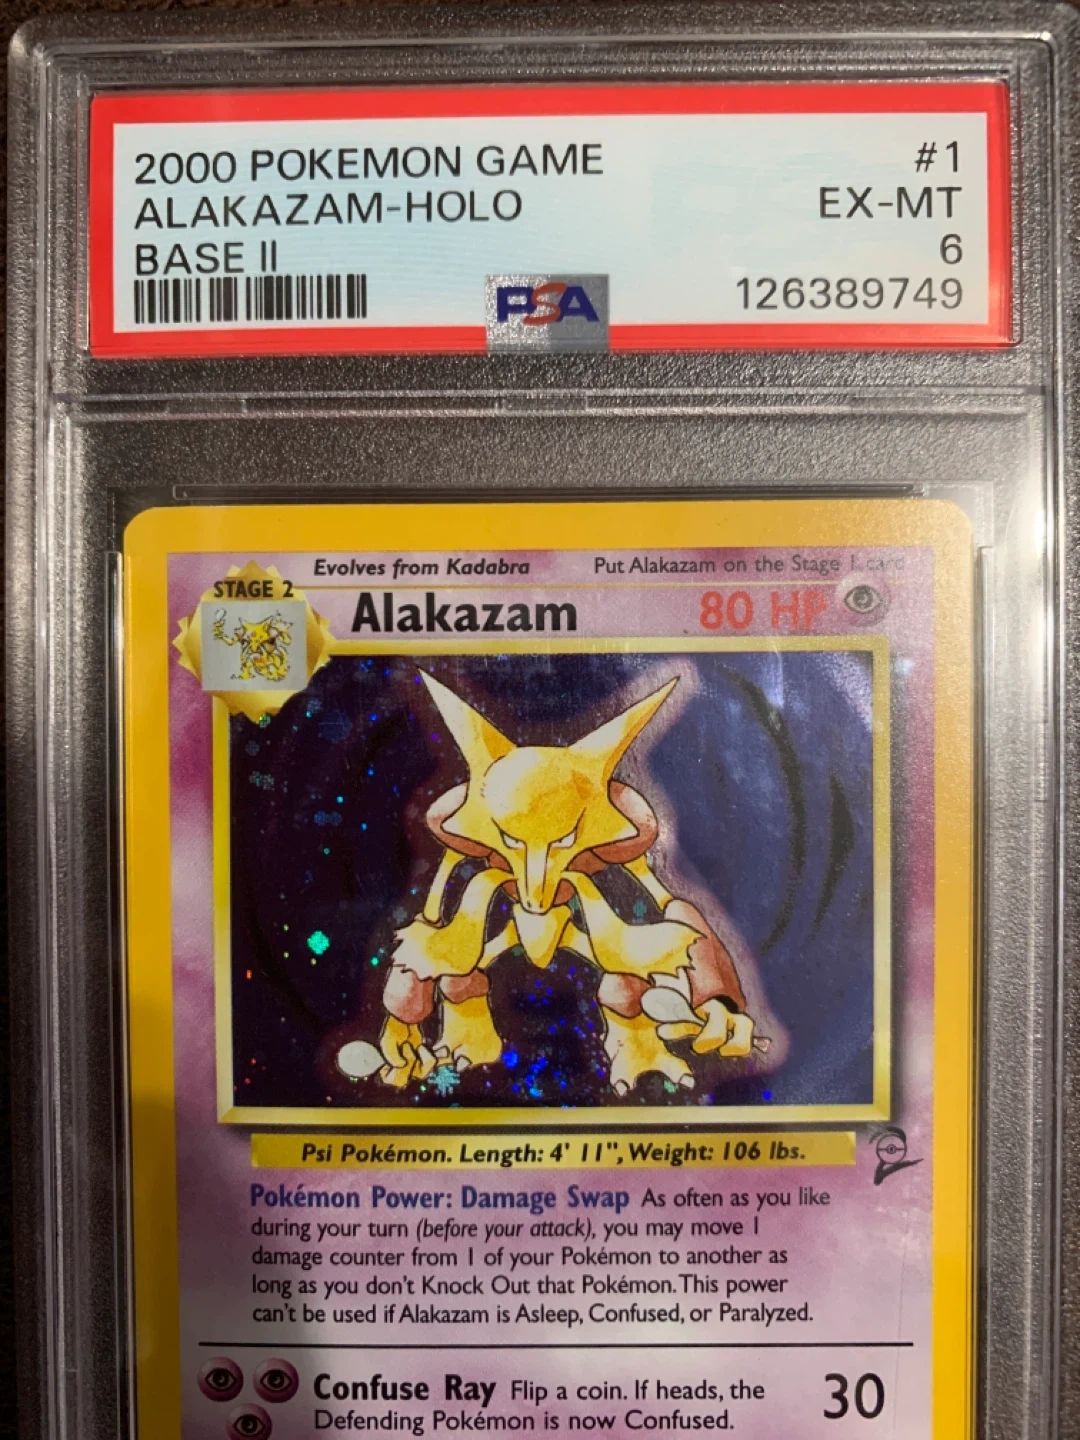 2000 POKEMON GAME #1
ALAKAZAM-HOLO EX-MT
BASE II 6
126389749
PSA
Evolves from Kadabra Put Alakazam on the Stage 1 card
STAGE 2
Alakazam 80 HP
Psi Pokémon. Length: 4' 11", Weight: 106 lbs.
Pokémon Power: Damage Swap As often as you like
during your turn (before your attack), you may move 1
damage counter from 1 of your Pokémon to another as
long as you don't Knock Out that Pokémon. This power
can't be used if Alakazam is Asleep, Confused, or Paralyzed.
Confuse Ray Flip a coin. If heads, the 30
Defending Pokémon is now Confused.